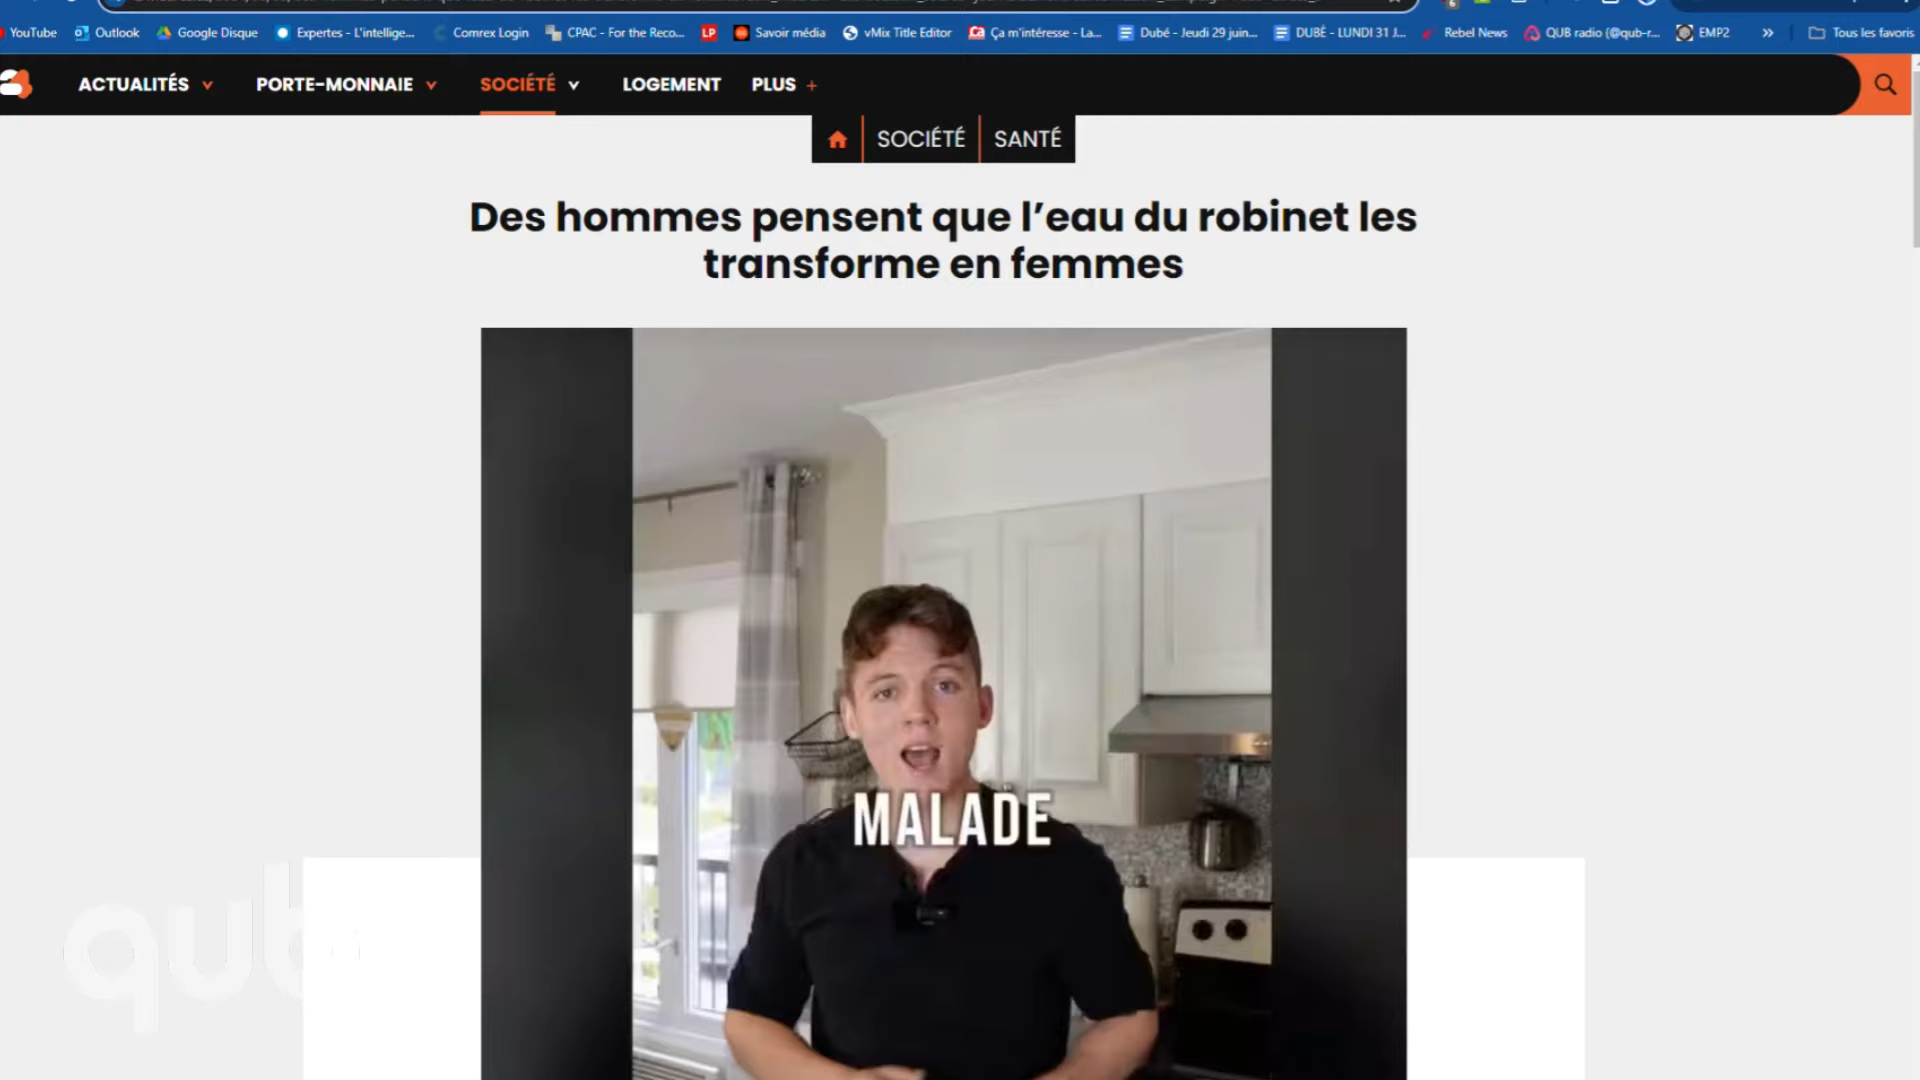 YouTube
Outlook
Google Disque
Expertes - L'intellige...
Comrex Login
CPAC - For the Reco...
LP
Savoir média
vMix Title Editor
Ça m'intéresse - La...
Dubé - Jeudi 29 juin...
DUBÉ - LUNDI 31 J...
Rebel News
QUB radio (@qub-r...
EMP2
»
Tous les favoris
ACTUALITÉS
PORTE-MONNAIE
SOCIÉTÉ
LOGEMENT
PLUS +
SOCIÉTÉ
SANTÉ
Des hommes pensent que l’eau du robinet les
transforme en femmes
MALADE
qub